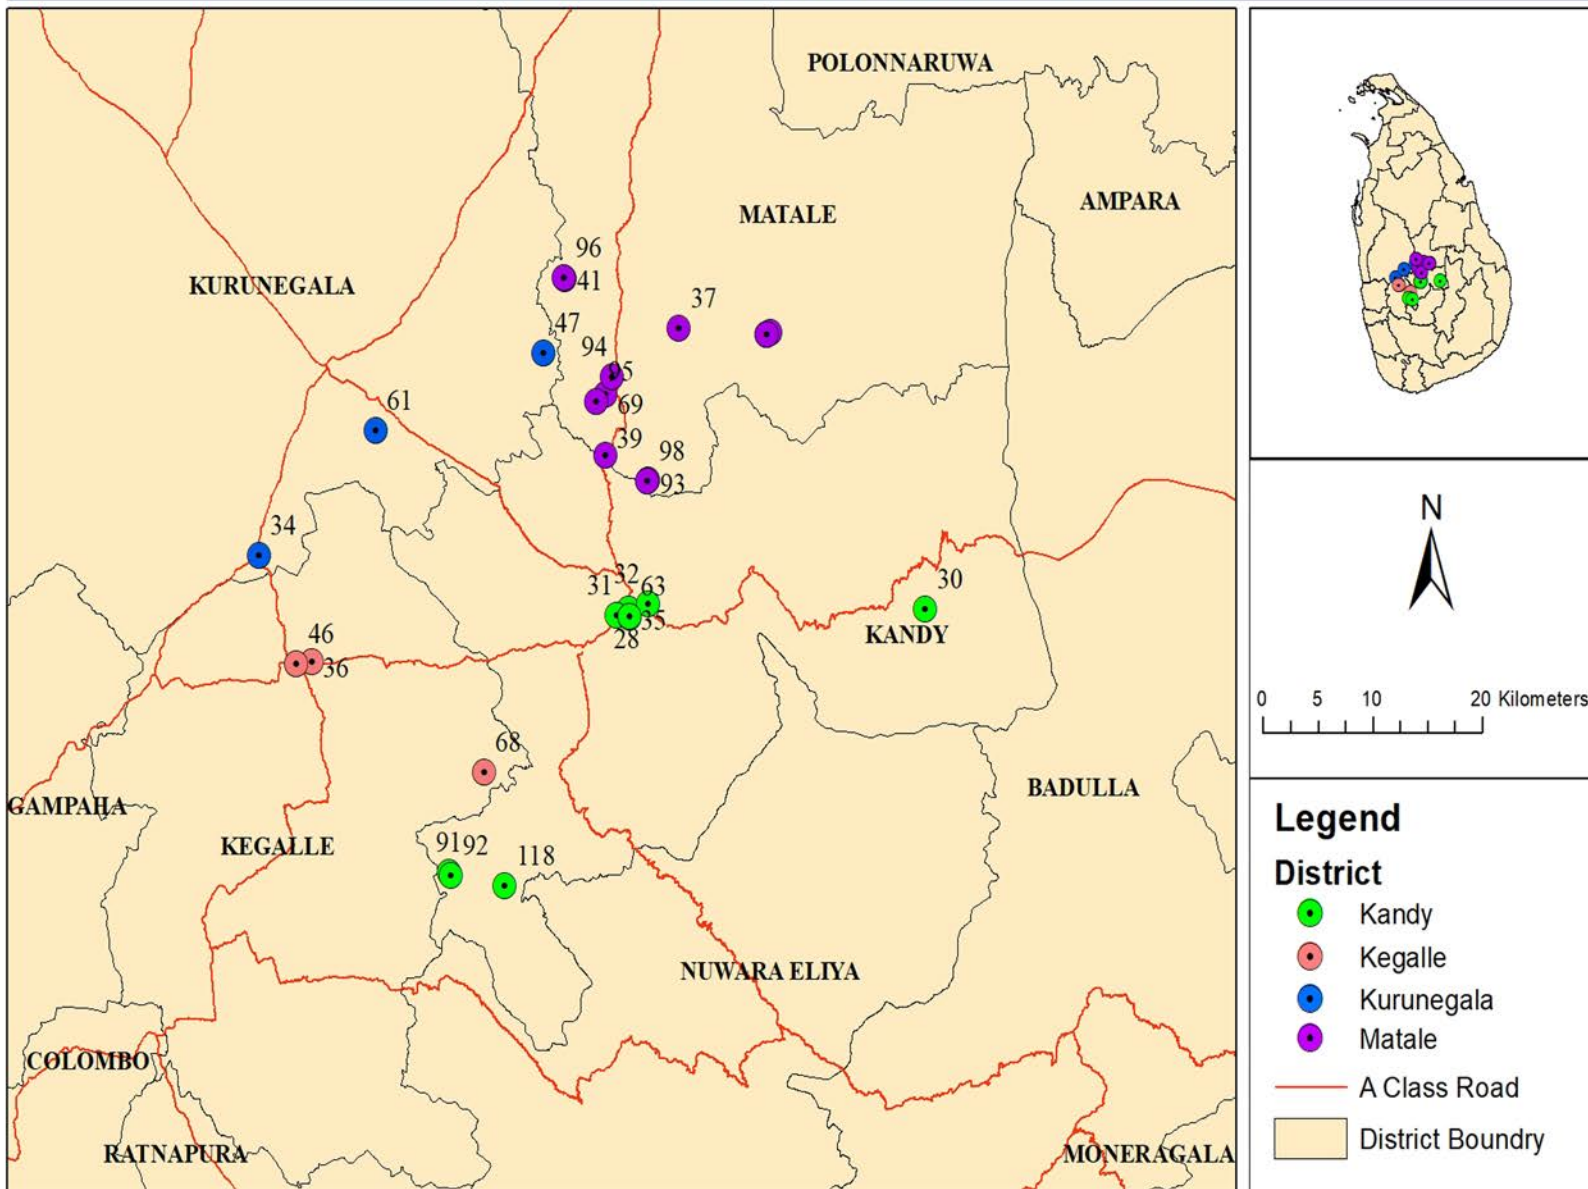 POLONNARUWA
AMPARA
MATALE
KURUNEGALA
96
41
37
47
94
95
69
61
39
98
93
34
31
32
63
35
28
30
KANDY
46
36
68
BADULLA
GAMPAHA
KEGALLE
91
92
118
NUWARA ELIYA
COLOMBO
RATNAPURA
MONERAGALA
N
0 5 10 20 Kilometers
Legend
District
Kandy
Kegalle
Kurunegala
Matale
A Class Road
District Boundry